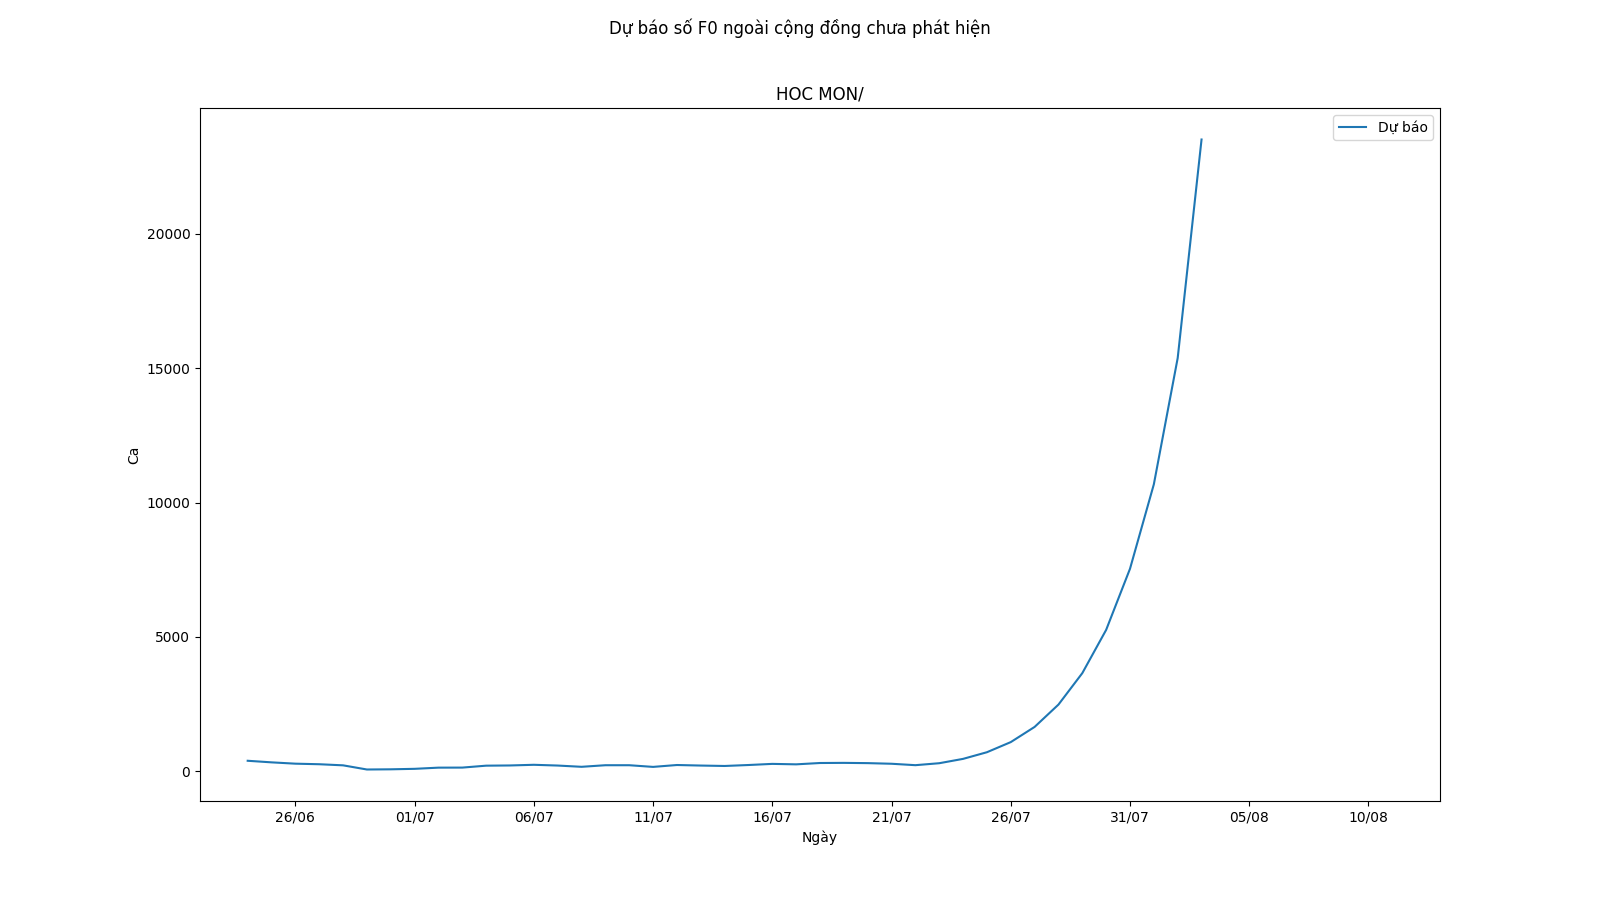 Dự báo số F0 ngoài cộng đồng chưa phát hiện
HOC MON/
Dự báo
20000
15000
10000
5000
0
Ca
26/06 01/07 06/07 11/07 16/07 21/07 26/07 31/07 05/08 10/08
Ngày